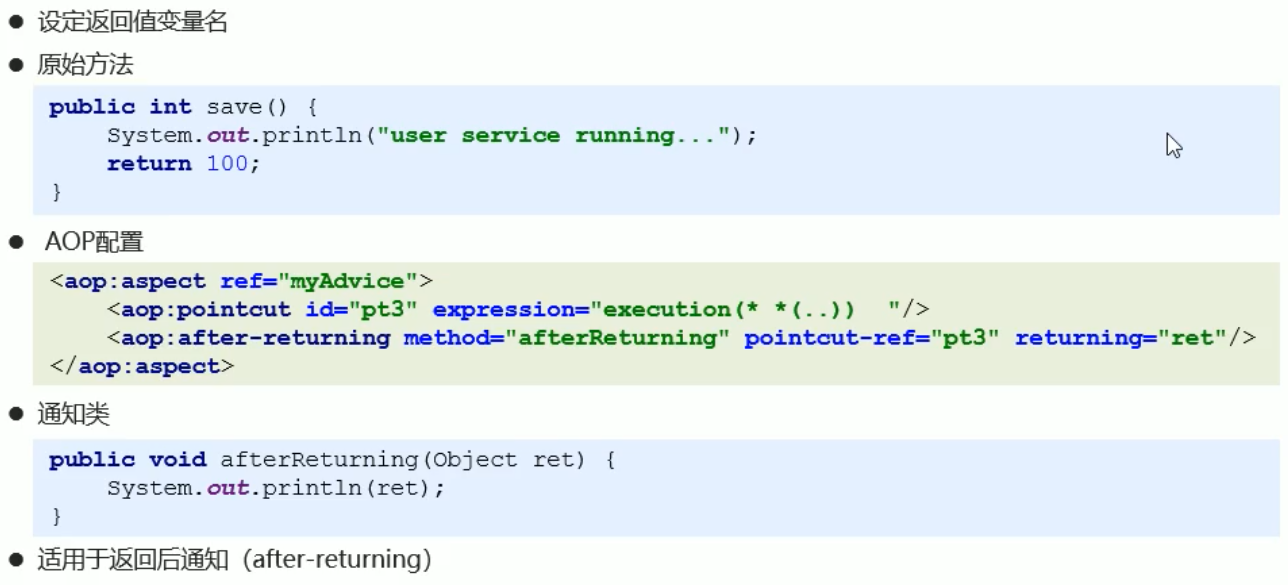 ● 设定返回值变量名
● 原始方法
public int save() {
    System.out.println("user service running...");
    return 100;
}
● AOP配置
<aop:aspect ref="myAdvice">
    <aop:pointcut id="pt3" expression="execution(* *(..))  "/>
    <aop:after-returning method="afterReturning" pointcut-ref="pt3" returning="ret"/>
</aop:aspect>
● 通知类
public void afterReturning(Object ret) {
    System.out.println(ret);
}
● 适用于返回后通知（after-returning）